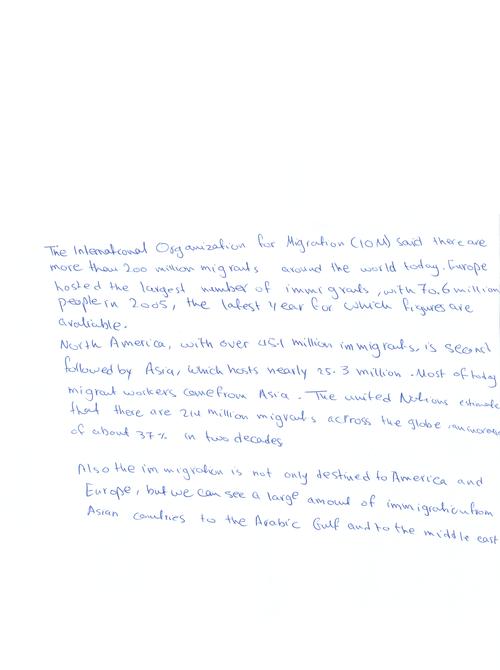 The International Organization for Migration (IOM) said there are
more than 200 million migrants around the world today. Europe
hosted the largest number of immigrants, with 70.6 million
people in 2005, the latest year for which figures are
avaliable.
North America, with over 45.1 million immigrants, is second
followed by Asia, which hosts nearly 25.3 million. Most of today
migrant workers come from Asia. The united Nations estimate
that there are 214 million migrants across the globe, an increase
of about 37% in two decades
Also the immigration is not only destined to America and
Europe, but we can see a large amount of immigration from
Asian countries to the Arabic Gulf and to the middle east